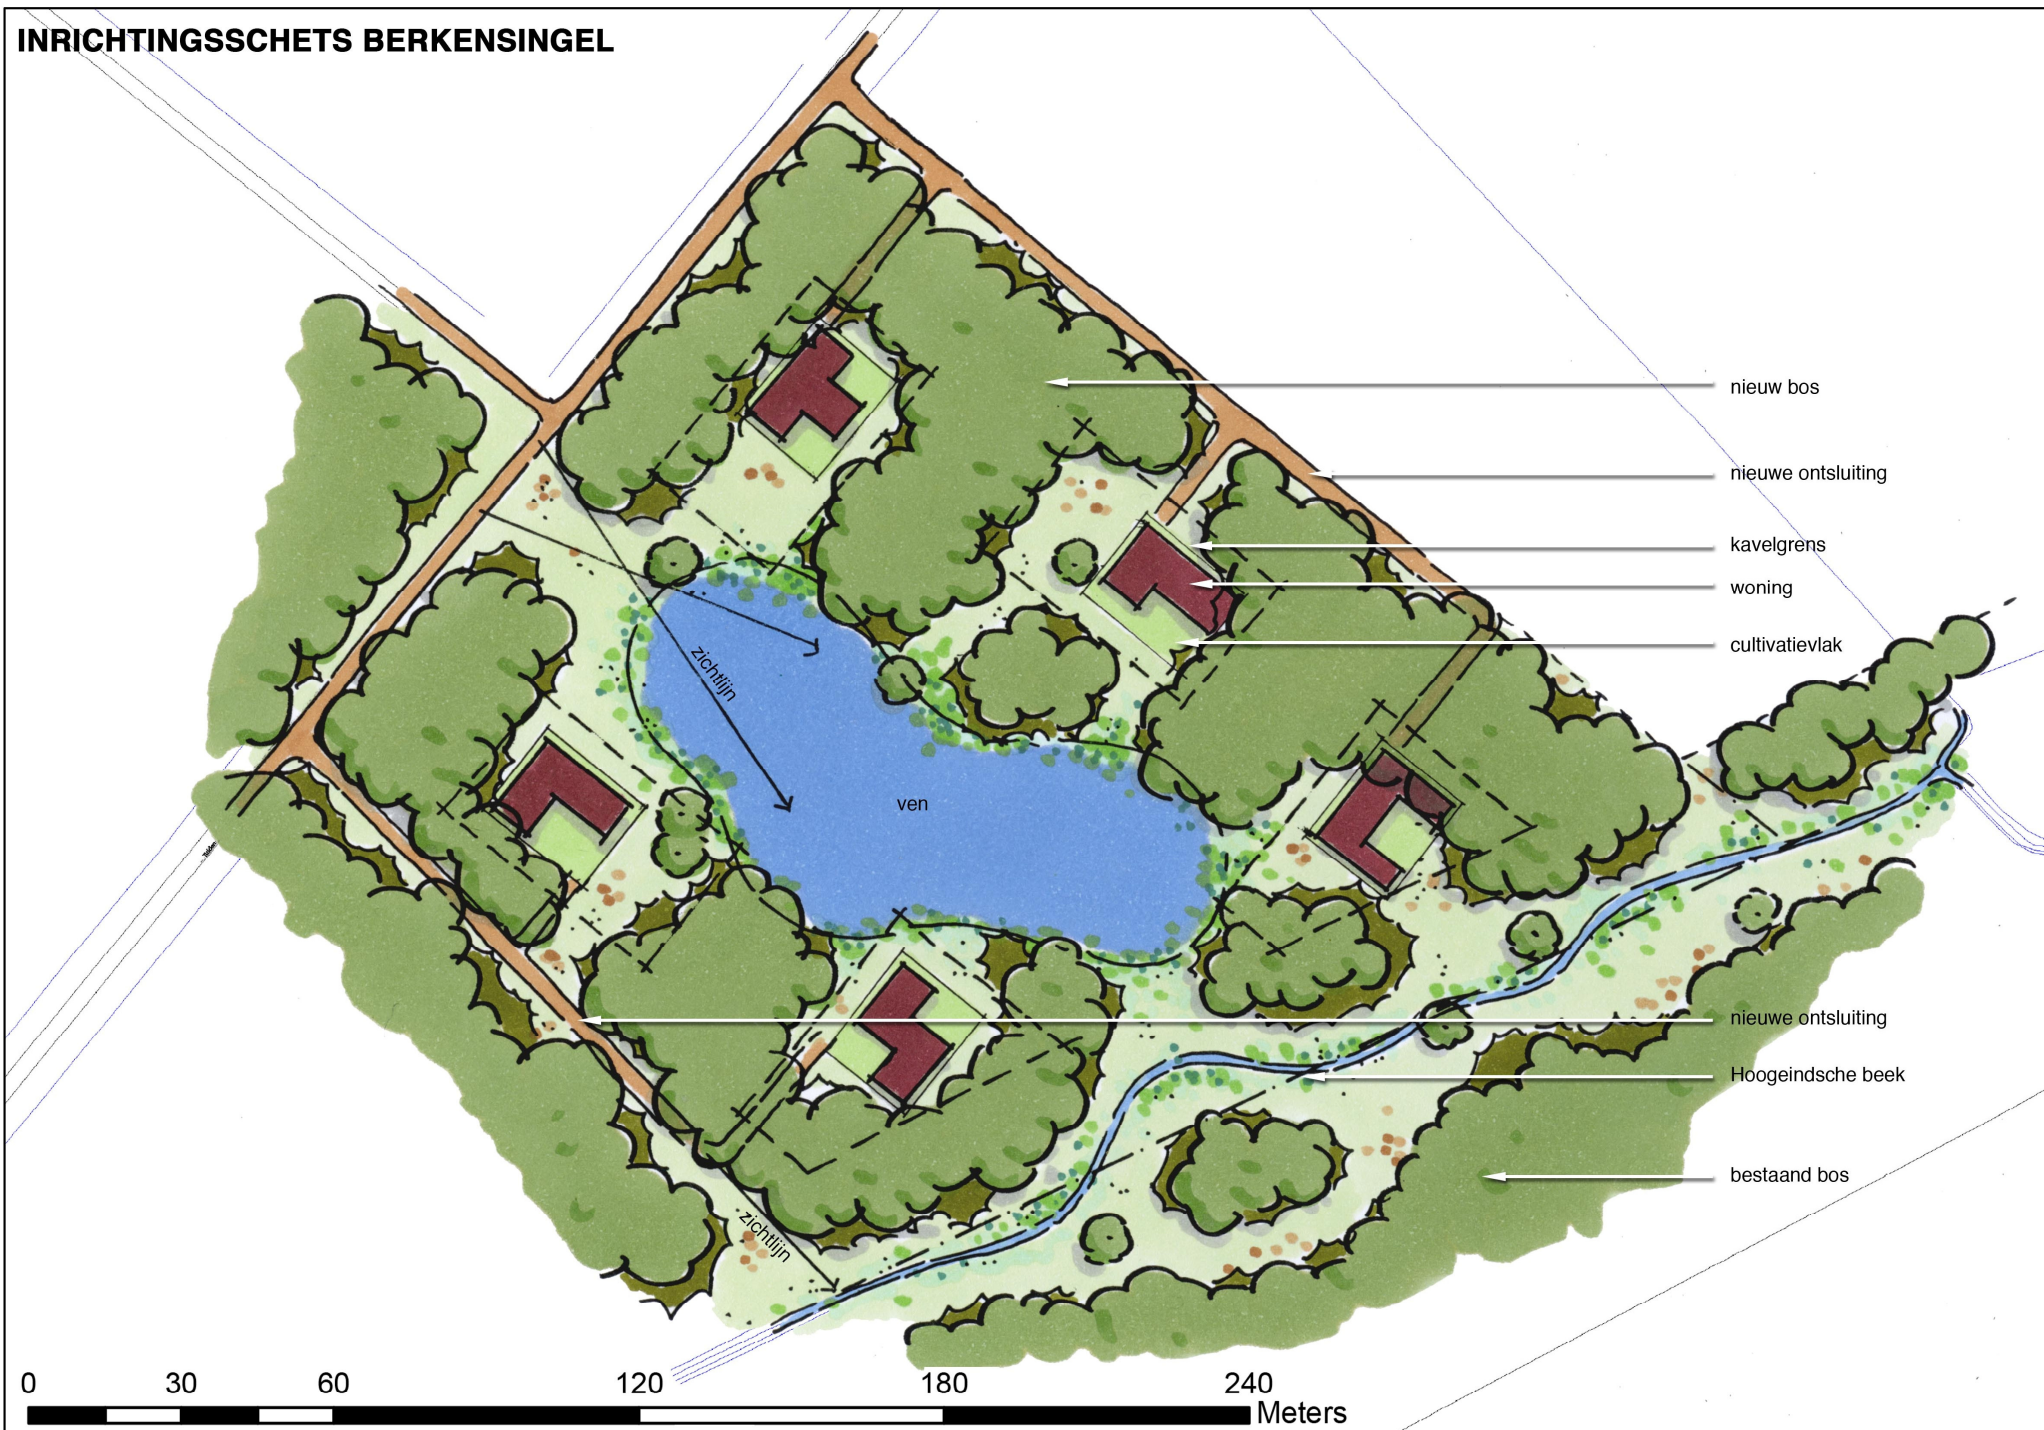 INRICHTINGSSCHETS BERKENSINGEL
nieuw bos
nieuwe ontsluiting
kavelgrens
woning
cultivatievlak
zichtlijn
ven
nieuwe ontsluiting
Hoogeindsche beek
bestaand bos
zichtlijn
0 30 60 120 180 240
Meters